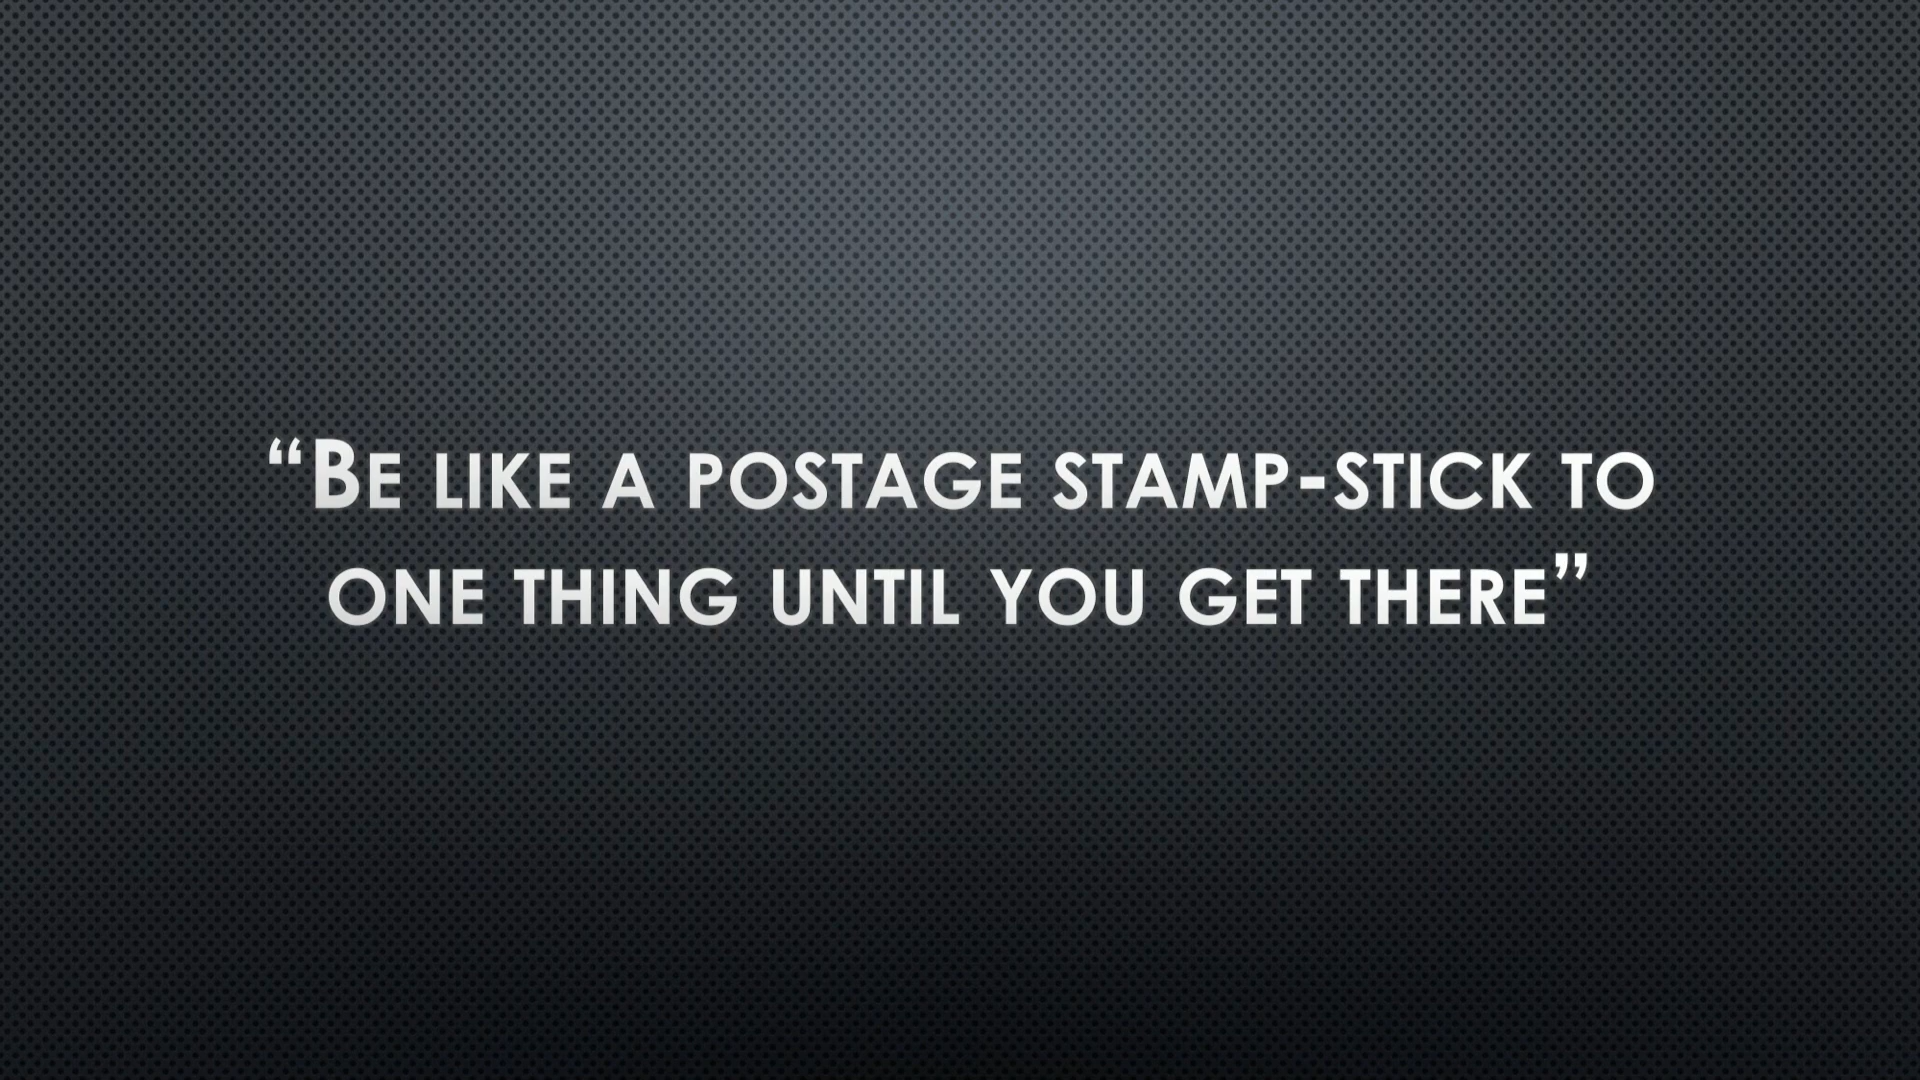 “Be like a postage stamp-stick to
one thing until you get there”